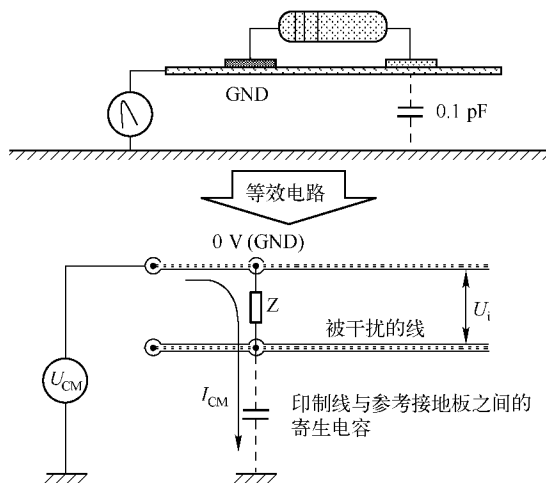 GND
0.1 pF
等效电路
0 V (GND)
Z
U_i
被干扰的线
U_CM
I_CM
印制线与参考接地板之间的
寄生电容